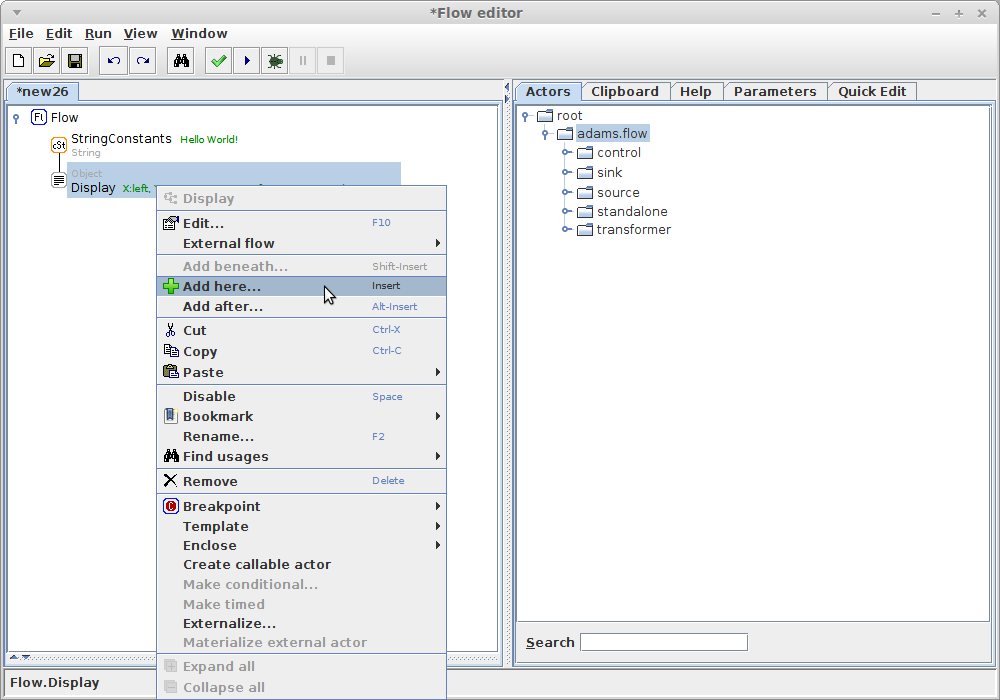 *Flow editor
File Edit Run View Window
*new26
Actors Clipboard Help Parameters Quick Edit
Flow
StringConstants Hello World!
String
Object
Display X:left,
root
adams.flow
control
sink
source
standalone
transformer
Display
Edit... F10
External flow
Add beneath... Shift-Insert
Add here... Insert
Add after... Alt-Insert
Cut Ctrl-X
Copy Ctrl-C
Paste
Disable Space
Bookmark
Rename... F2
Find usages
Remove Delete
Breakpoint
Template
Enclose
Create callable actor
Make conditional...
Make timed
Externalize...
Materialize external actor
Expand all
Collapse all
Search
Flow.Display